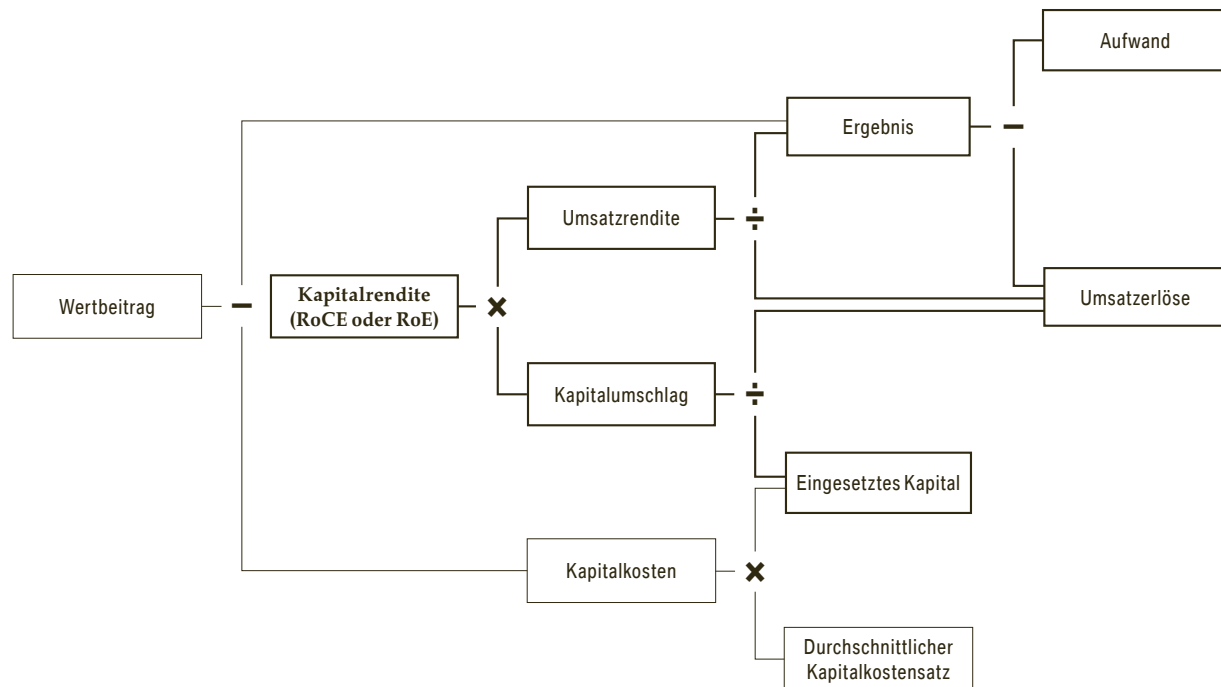 Aufwand
Ergebnis
Umsatzrendite
Wertbeitrag
Kapitalrendite
(RoCE oder RoE)
Umsatzerlöse
Kapitalumschlag
Eingesetztes Kapital
Kapitalkosten
Durchschnittlicher
Kapitalkostensatz